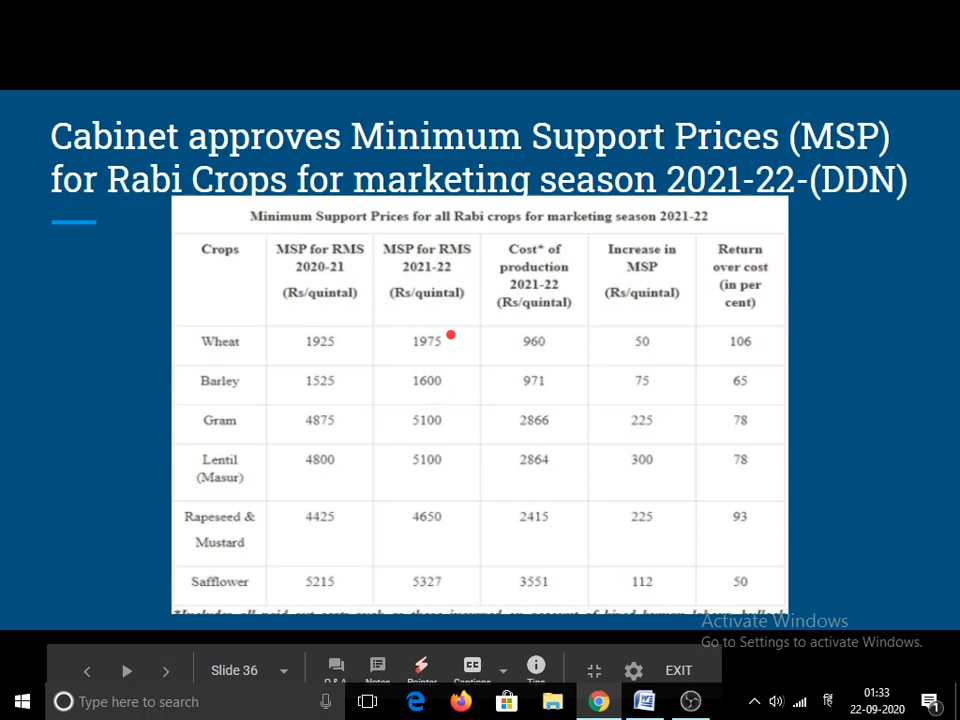 Cabinet approves Minimum Support Prices (MSP)
for Rabi Crops for marketing season 2021-22-(DDN)
Minimum Support Prices for all Rabi crops for marketing season 2021-22
Crops MSP for RMS 2020-21 (Rs/quintal) MSP for RMS 2021-22 (Rs/quintal) Cost* of production 2021-22 (Rs/quintal) Increase in MSP (Rs/quintal) Return over cost (in per cent)
Wheat 1925 1975 960 50 106
Barley 1525 1600 971 75 65
Gram 4875 5100 2866 225 78
Lentil (Masur) 4800 5100 2864 300 78
Rapeseed & Mustard 4425 4650 2415 225 93
Safflower 5215 5327 3551 112 50
Activate Windows
Go to Settings to activate Windows.
Slide 36 Q & A Notes Pointer Captions Tips EXIT
Type here to search
हिं
01:33
22-09-2020
1